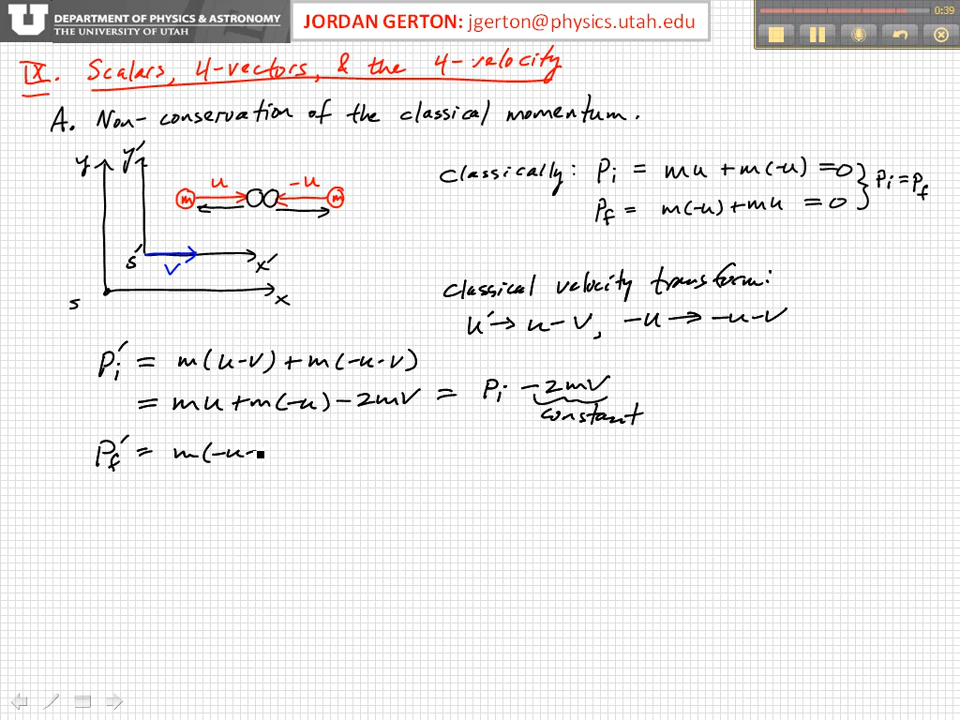 DEPARTMENT OF PHYSICS & ASTRONOMY
THE UNIVERSITY OF UTAH
JORDAN GERTON: jgerton@physics.utah.edu
0:39
IX. Scalars, 4-vectors, & the 4-velocity
A. Non-conservation of the classical momentum.
y y' m u -u m
s' v x'
s x
Classically: Pi = mu + m(-u) = 0
Pf = m(-u) + mu = 0
} Pi = Pf
Classical velocity transform:
u' → u - v, -u → -u - v
Pi' = m(u-v) + m(-u-v)
= mu + m(-u) - 2mv = Pi - 2mv
constant
Pf' = m(-u-